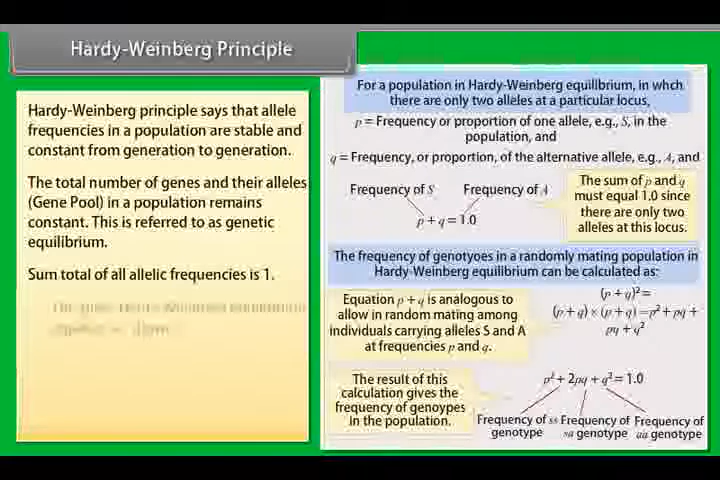 Hardy-Weinberg Principle
Hardy-Weinberg principle says that allele
frequencies in a population are stable and
constant from generation to generation.
The total number of genes and their alleles
(Gene Pool) in a population remains
constant. This is referred to as genetic
equilibrium.
Sum total of all allelic frequencies is 1.
For a population in Hardy-Weinberg equilibrium, in whch
there are only two alleles at a particular locus,
p = Frequency or proportion of one allele, e.g., S, in the
population, and
q = Frequency, or proportion, of the alternative allele, e.g., A, and
Frequency of S
Frequency of A
p + q = 1.0
The sum of p and q
must equal 1.0 since
there are only two
alleles at this locus.
The frequency of genotyoes in a randomly mating population in
Hardy-Weinberg equilibrium can be calculated as:
Equation p + q is analogous to
allow in random mating among
individuals carrying alleles S and A
at frequencies p and q.
(p + q)² =
(p + q) × (p + q) = p² + pq +
pq + q²
The result of this
calculation gives the
frequency of genoypes
in the population.
p² + 2pq + q² = 1.0
Frequency of ss
genotype
Frequency of
sa genotype
Frequency of
aa genotype